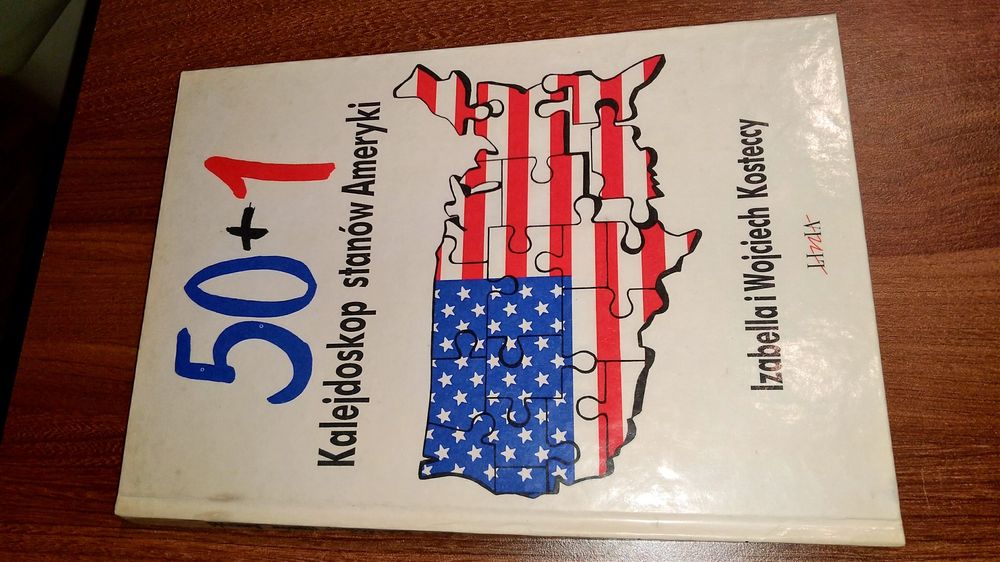 50+1
Kalejdoskop stanów Ameryki
Izabella i Wojciech Kosteccy